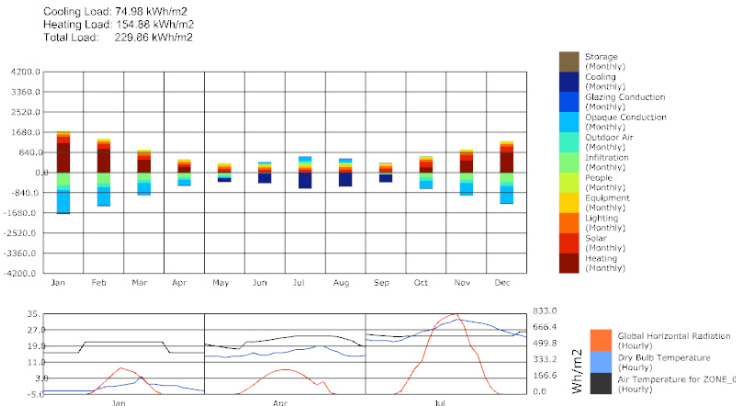 Cooling Load: 74.98 kWh/m2
Heating Load: 154.88 kWh/m2
Total Load: 229.86 kWh/m2
4200.0
3360.0
2520.0
1680.0
840.0
0.0
-840.0
-1680.0
-2520.0
-3360.0
-4200.0
Jan Feb Mar Apr May Jun Jul Aug Sep Oct Nov Dec
Storage
(Monthly)
Cooling
(Monthly)
Glazing Conduction
(Monthly)
Opaque Conduction
(Monthly)
Outdoor Air
(Monthly)
Infiltration
(Monthly)
People
(Monthly)
Equipment
(Monthly)
Lighting
(Monthly)
Solar
(Monthly)
Heating
(Monthly)
35.
27.0
19.0
11.0
3.0
-5.0
Jan Apr Jul
833.0
666.4
499.8
333.2
166.6
0.0
Wh/m2
Global Horizontal Radiation
(Hourly)
Dry Bulb Temperature
(Hourly)
Air Temperature for ZONE_0
(Hourly)